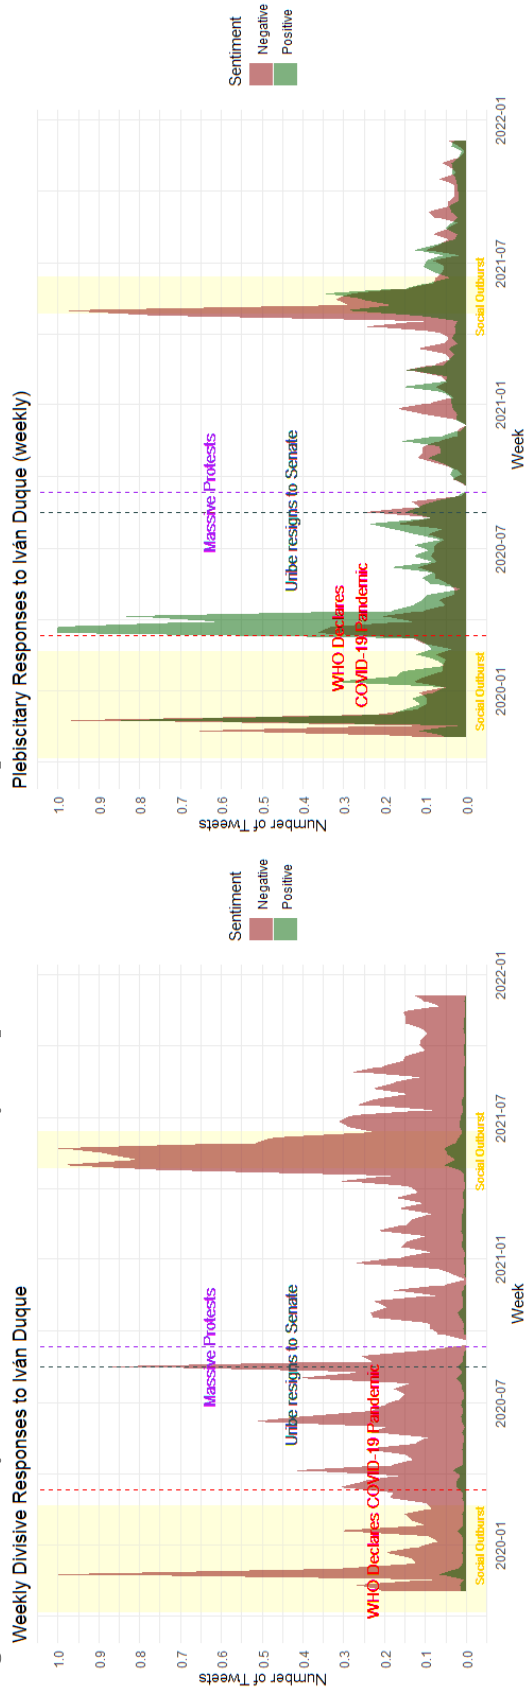 Weekly Divisive Responses to Iván Duque
Number of Tweets
1.0
0.9
0.8
0.7
0.6
0.5
0.4
0.3
0.2
0.1
0.0
Massive Protests
Uribe resigns to Senate
WHO Declares COVID-19 Pandemic
Social Outburst
Social Outburst
2020-01
2020-07
2021-01
2021-07
2022-01
Week
Sentiment
Negative
Positive
Plebiscitary Responses to Iván Duque (weekly)
Number of Tweets
1.0
0.9
0.8
0.7
0.6
0.5
0.4
0.3
0.2
0.1
0.0
Massive Protests
Uribe resigns to Senate
WHO Declares
COVID-19 Pandemic
Social Outburst
Social Outburst
2020-01
2020-07
2021-01
2021-07
2022-01
Week
Sentiment
Negative
Positive